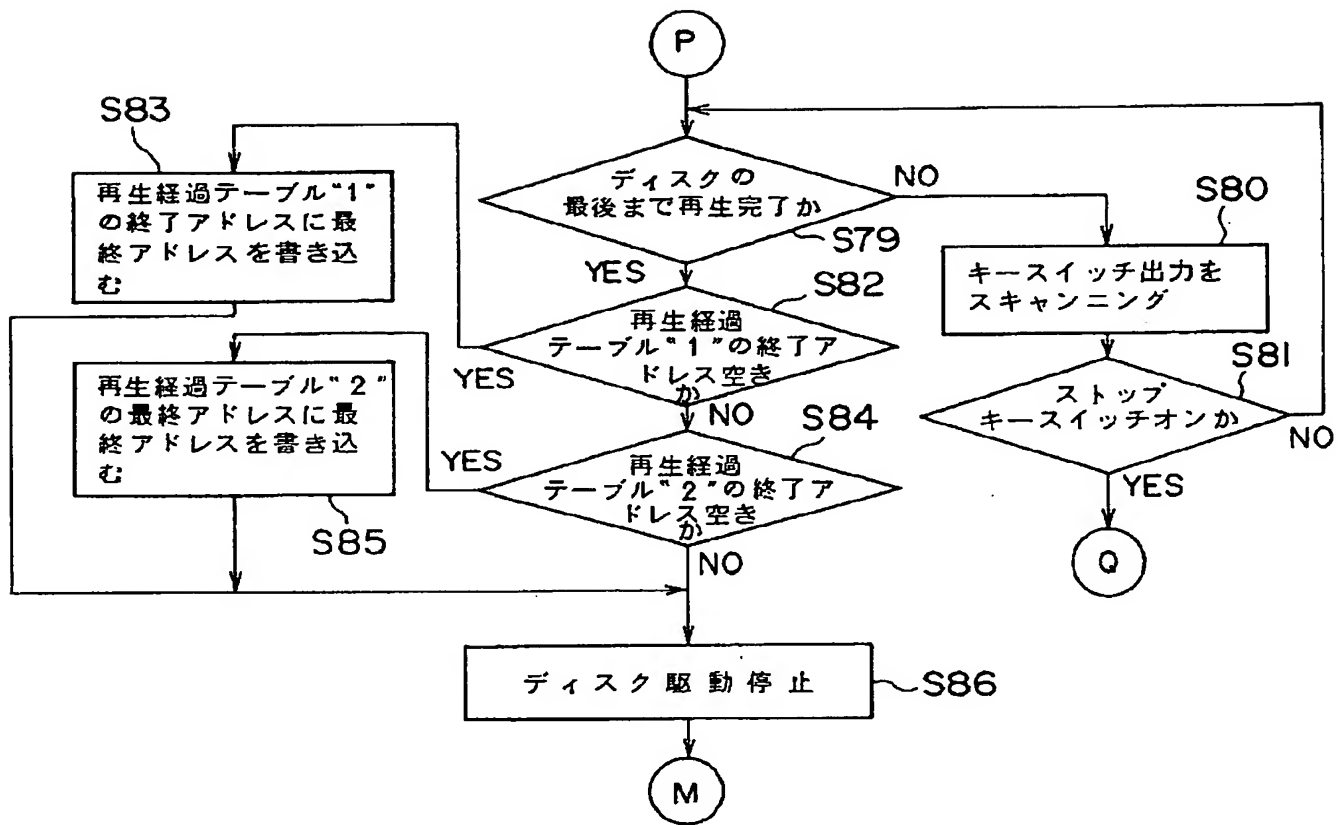 P
S83
再生経過テーブル"1"
の終了アドレスに最
終アドレスを書き込
む
ディスクの
最後まで再生完了か
NO
S79
YES
S80
キースイッチ出力を
スキャンニング
S82
再生経過
テーブル"1"の終了ア
ドレス空き
か
YES
NO
S81
ストップ
キースイッチオンか
NO
YES
Q
再生経過テーブル"2"
の最終アドレスに最
終アドレスを書き込
む
S85
S84
再生経過
テーブル"2"の終了ア
ドレス空き
か
YES
NO
ディスク駆動停止
S86
M